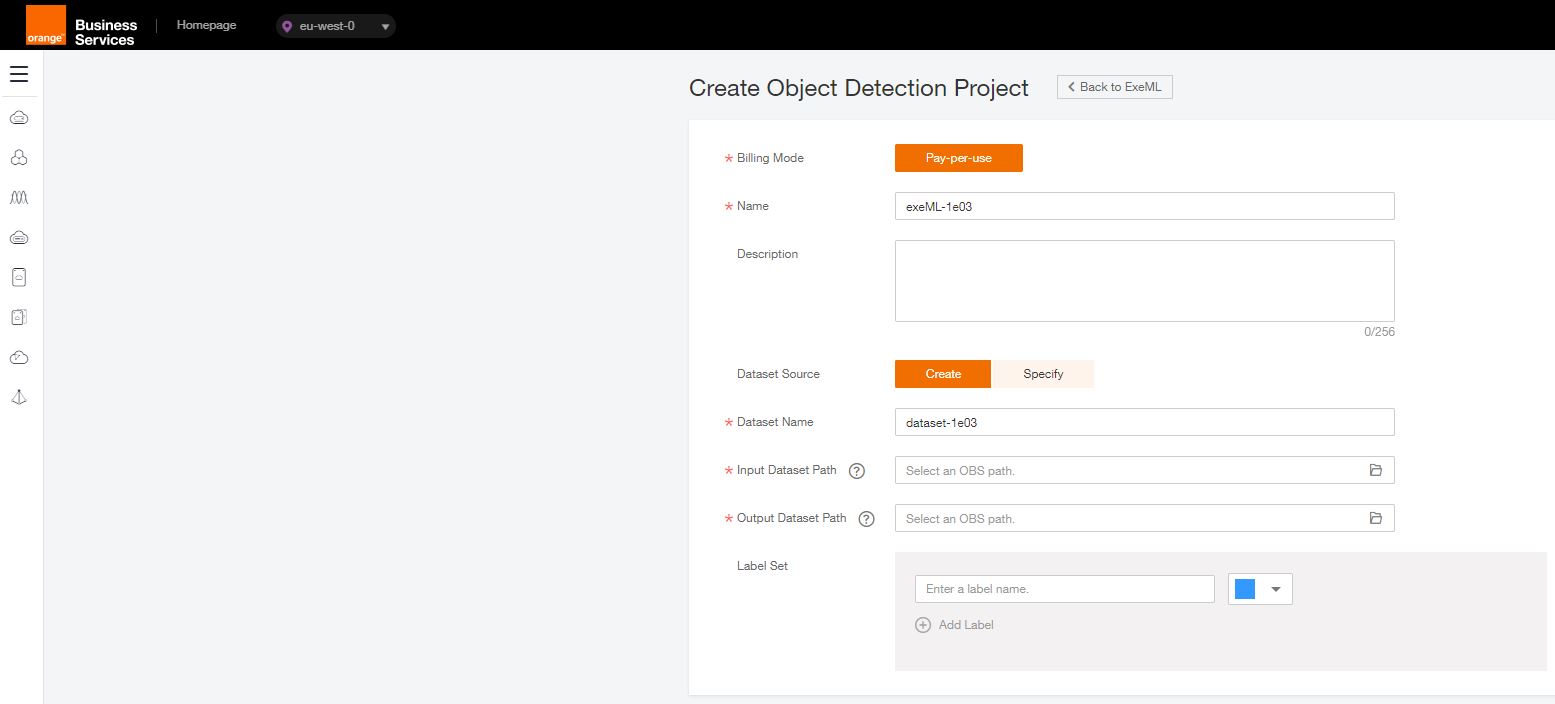 orange™
Business
Services
Homepage
eu-west-0
Create Object Detection Project
Back to ExeML
* Billing Mode
Pay-per-use
* Name
exeML-1e03
Description
0/256
Dataset Source
Create
Specify
* Dataset Name
dataset-1e03
* Input Dataset Path ?
Select an OBS path.
* Output Dataset Path ?
Select an OBS path.
Label Set
Enter a label name.
Add Label